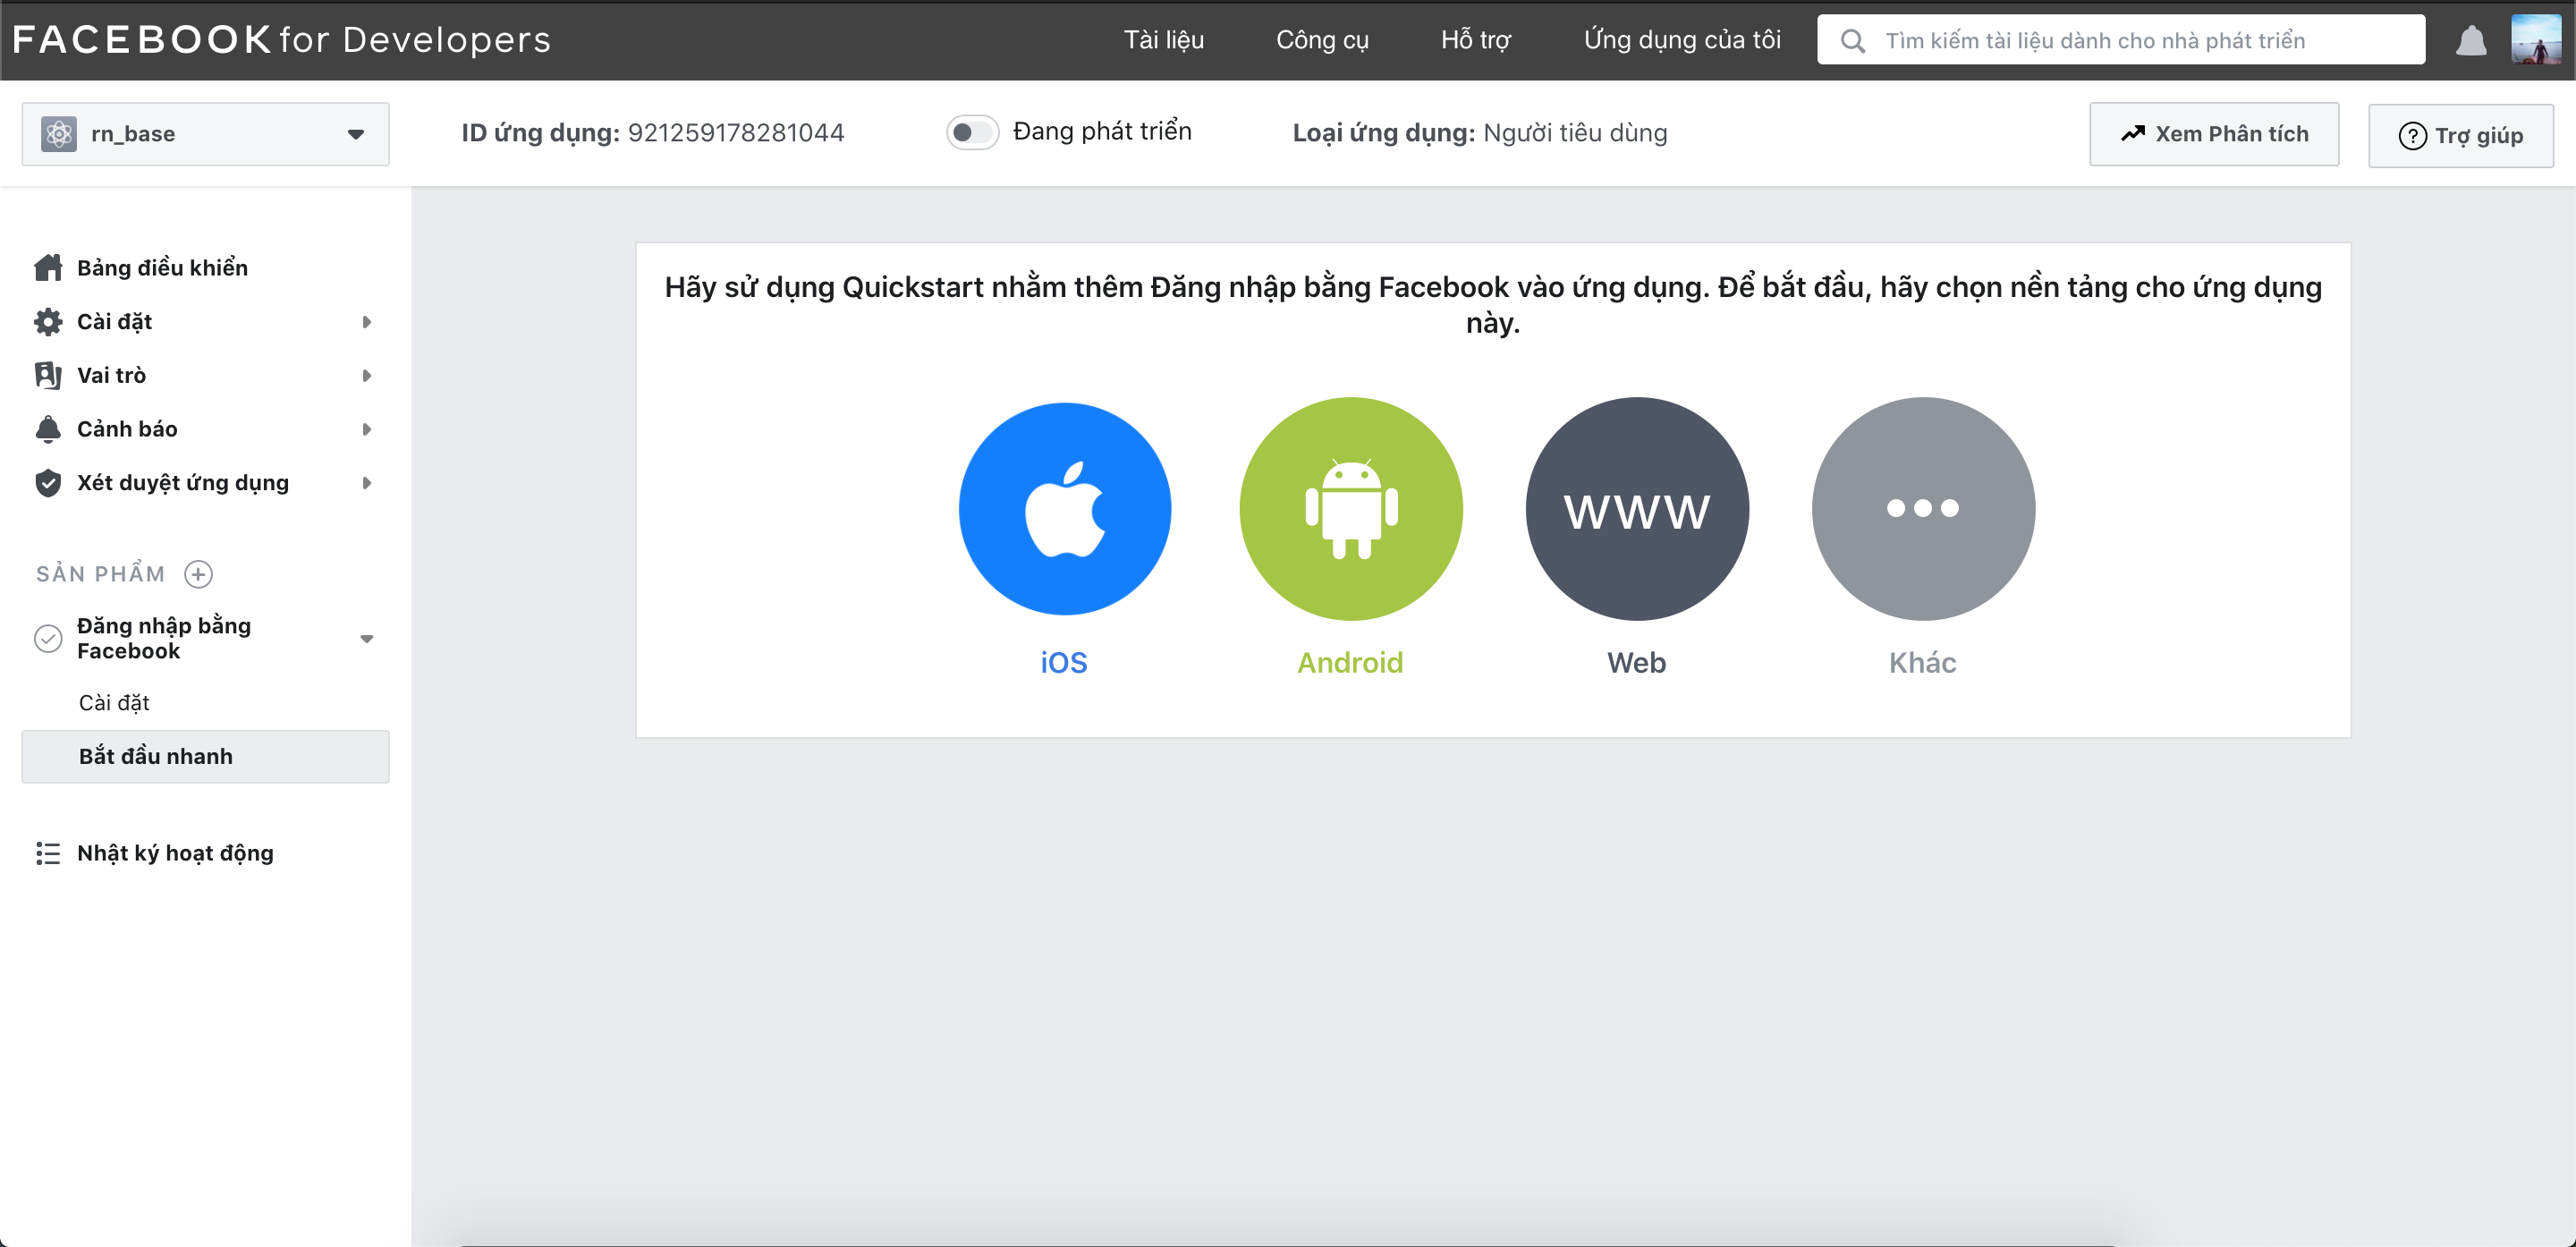 FACEBOOK for Developers
Tài liệu
Công cụ
Hỗ trợ
Ứng dụng của tôi
Tìm kiếm tài liệu dành cho nhà phát triển
rn_base
ID ứng dụng: 921259178281044
Đang phát triển
Loại ứng dụng: Người tiêu dùng
Xem Phân tích
Trợ giúp
Bảng điều khiển
Cài đặt
Vai trò
Cảnh báo
Xét duyệt ứng dụng
SẢN PHẨM
Đăng nhập bằng
Facebook
Cài đặt
Bắt đầu nhanh
Nhật ký hoạt động
Hãy sử dụng Quickstart nhằm thêm Đăng nhập bằng Facebook vào ứng dụng. Để bắt đầu, hãy chọn nền tảng cho ứng dụng
này.
WWW
iOS
Android
Web
Khác